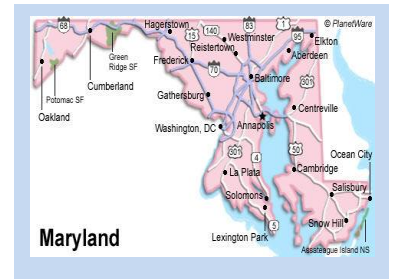 68
Hagerstown
83
1
© PlanetWare
15
140
Westminster
95
Elkton
Green
Ridge SF
Reistertown
Aberdeen
Frederick
70
Baltimore
301
Cumberland
Potomac SF
Gathersburg
Centreville
Oakland
Washington, DC
Annapolis
301
4
50
Ocean City
La Plata
Cambridge
Salisbury
Solomons
Snow Hill
Maryland
Lexington Park
5
Assateague Island NS